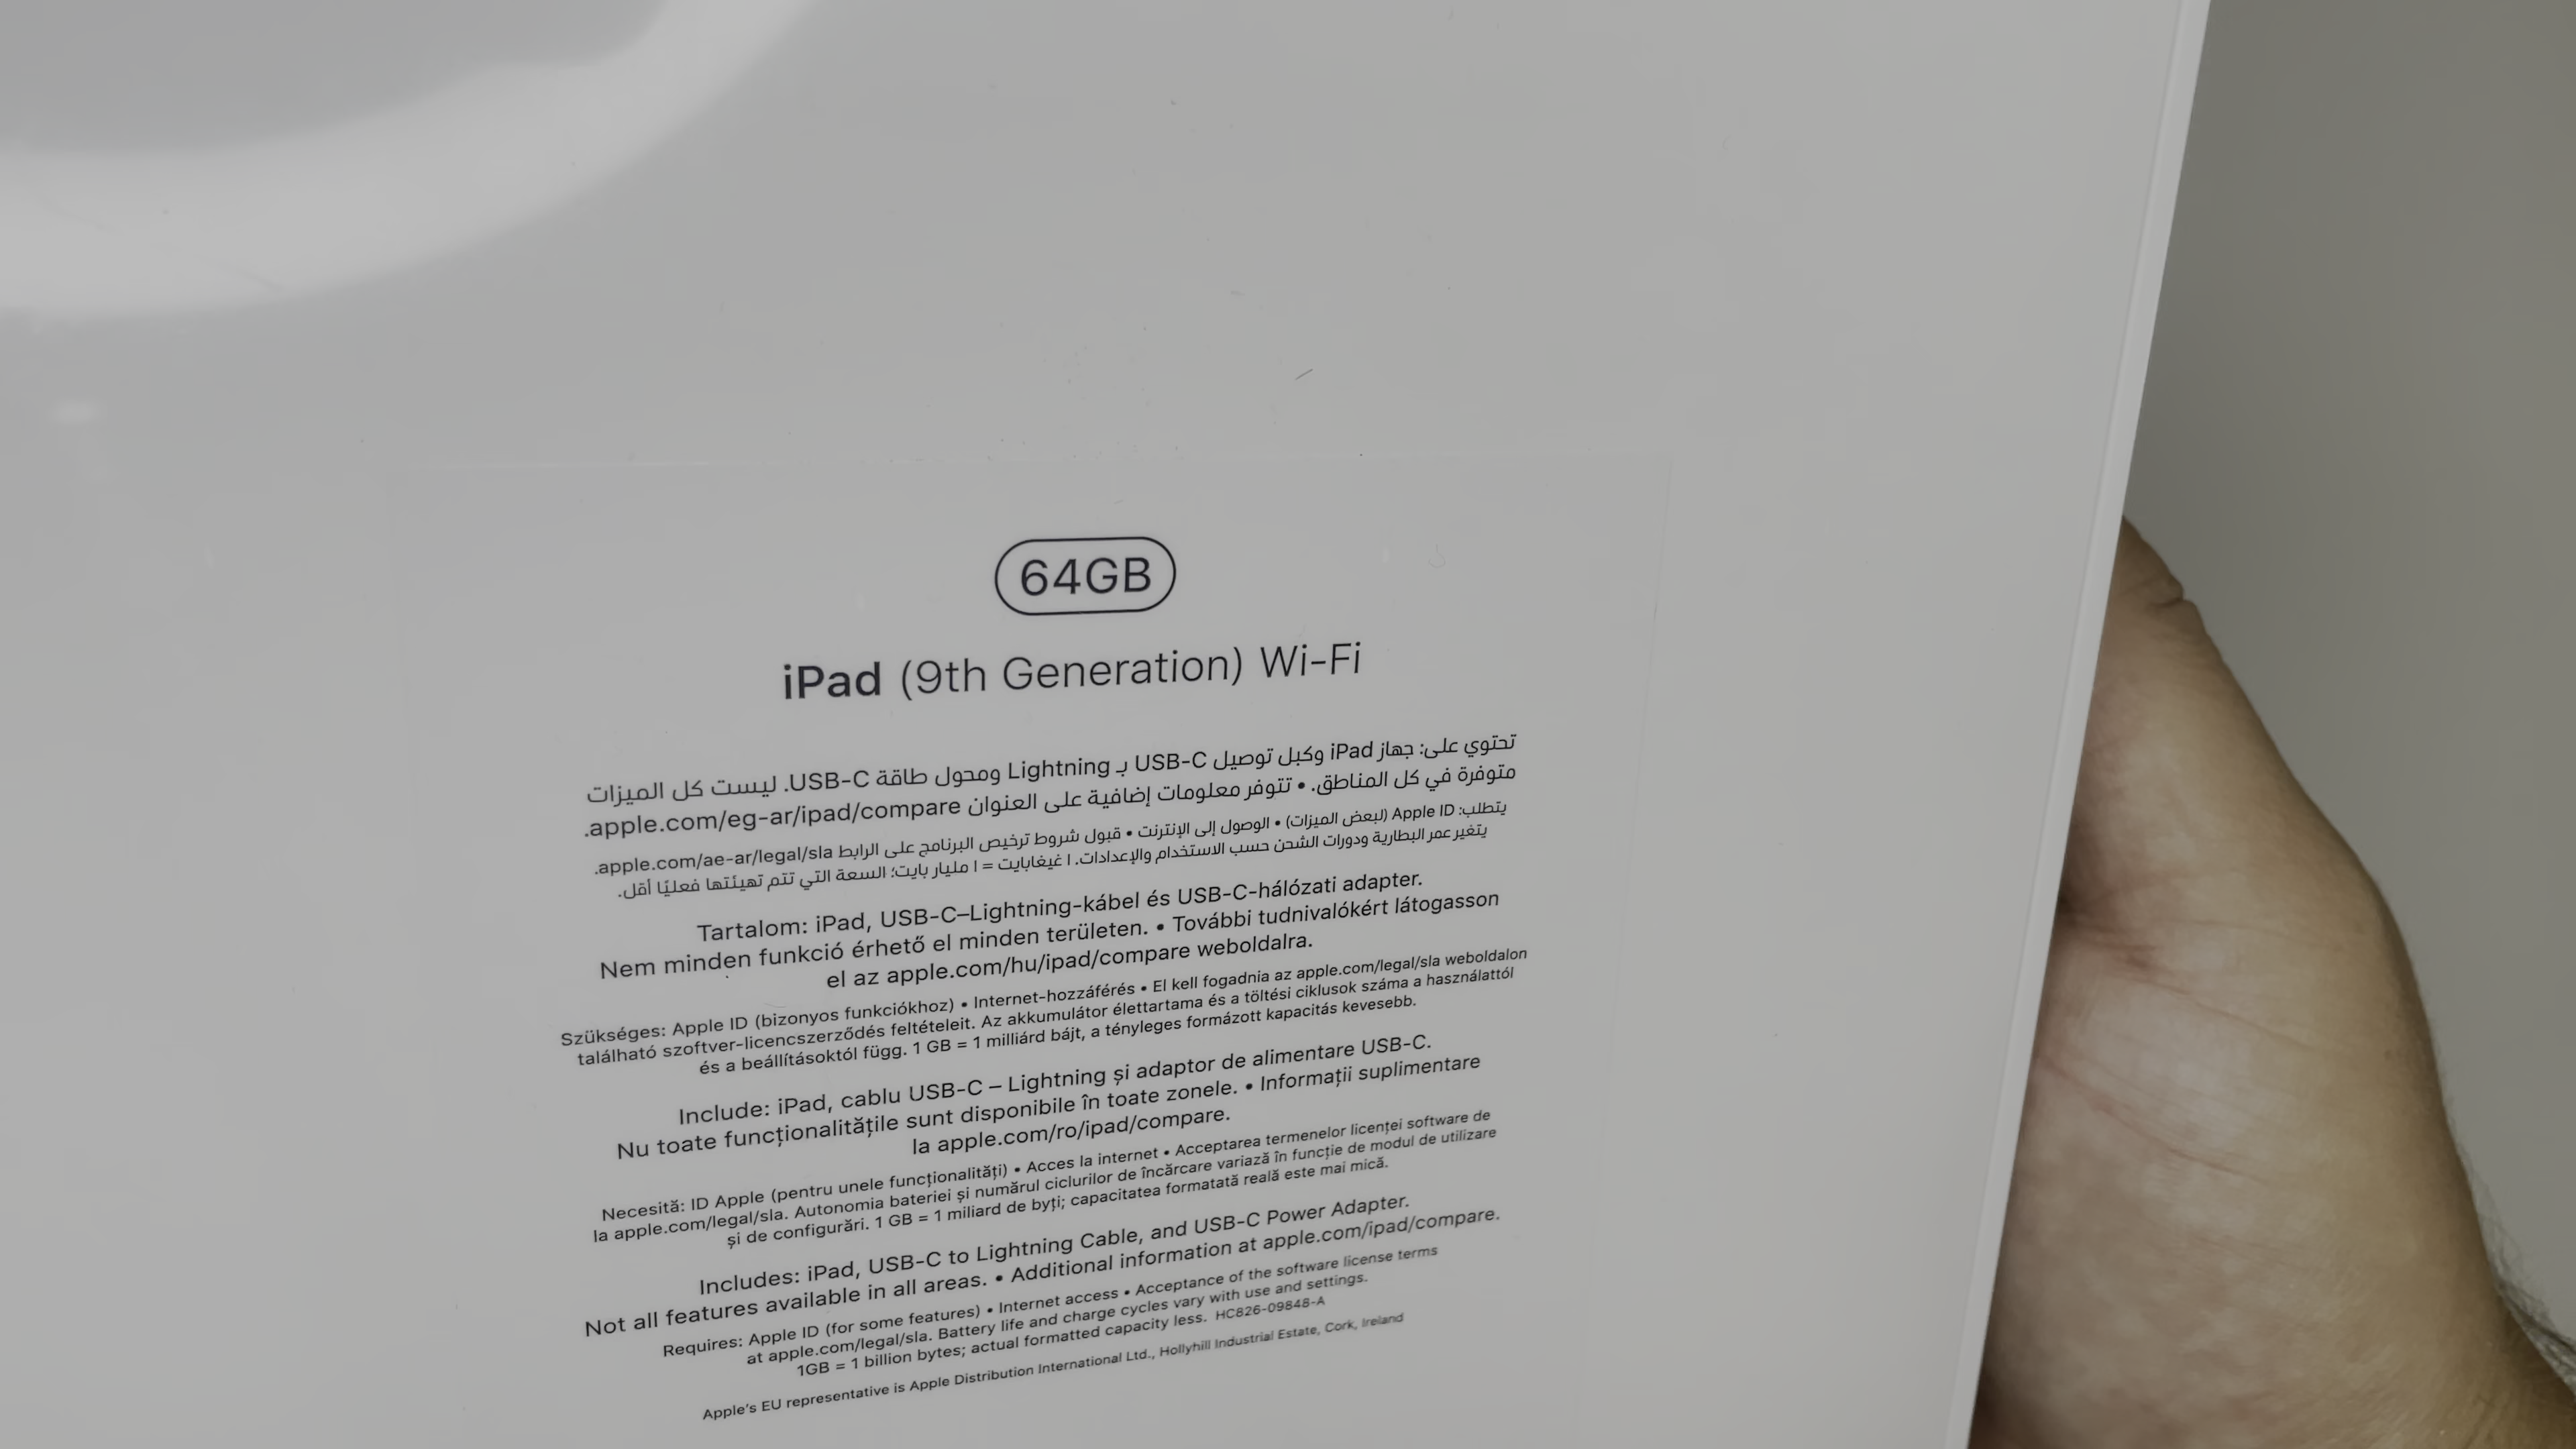 64GB
iPad (9th Generation) Wi-Fi
تحتوي على: جهاز iPad وكبل توصيل USB-C بـ Lightning ومحول طاقة USB-C. ليست كل الميزات
متوفرة في كل المناطق. • تتوفر معلومات إضافية على العنوان apple.com/eg-ar/ipad/compare.
يتطلب: Apple ID (لبعض الميزات) • الوصول إلى الإنترنت • قبول شروط ترخيص البرنامج على الرابط apple.com/ae-ar/legal/sla.
يتغير عمر البطارية ودورات الشحن حسب الاستخدام والإعدادات. ١ غيغابايت = ١ مليار بايت؛ السعة التي تتم تهيئتها فعليًا أقل.
Tartalom: iPad, USB-C–Lightning-kábel és USB-C-hálózati adapter.
Nem minden funkció érhető el minden területen. • További tudnivalókért látogasson
el az apple.com/hu/ipad/compare weboldalra.
Szükséges: Apple ID (bizonyos funkciókhoz) • Internet-hozzáférés • El kell fogadnia az apple.com/legal/sla weboldalon
található szoftver-licencszerződés feltételeit. Az akkumulátor élettartama és a töltési ciklusok száma a használattól
és a beállításoktól függ. 1 GB = 1 milliárd bájt, a tényleges formázott kapacitás kevesebb.
Include: iPad, cablu USB-C – Lightning și adaptor de alimentare USB-C.
Nu toate funcționalitățile sunt disponibile în toate zonele. • Informații suplimentare
la apple.com/ro/ipad/compare.
Necesită: ID Apple (pentru unele funcționalități) • Acces la internet • Acceptarea termenelor licenței software de
la apple.com/legal/sla. Autonomia bateriei și numărul ciclurilor de încărcare variază în funcție de modul de utilizare
și de configurări. 1 GB = 1 miliard de byți; capacitatea formatată reală este mai mică.
Includes: iPad, USB-C to Lightning Cable, and USB-C Power Adapter.
Not all features available in all areas. • Additional information at apple.com/ipad/compare.
Requires: Apple ID (for some features) • Internet access • Acceptance of the software license terms
at apple.com/legal/sla. Battery life and charge cycles vary with use and settings.
1GB = 1 billion bytes; actual formatted capacity less. HC826-09848-A
Apple's EU representative is Apple Distribution International Ltd., Hollyhill Industrial Estate, Cork, Ireland